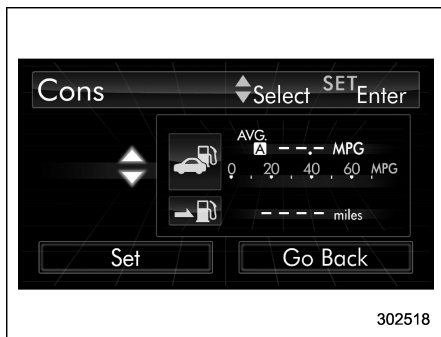 Cons Select SET Enter
AVG.
A --.- MPG
0 , 20 , 40 , 60 MPG
---- miles
Set Go Back
302518